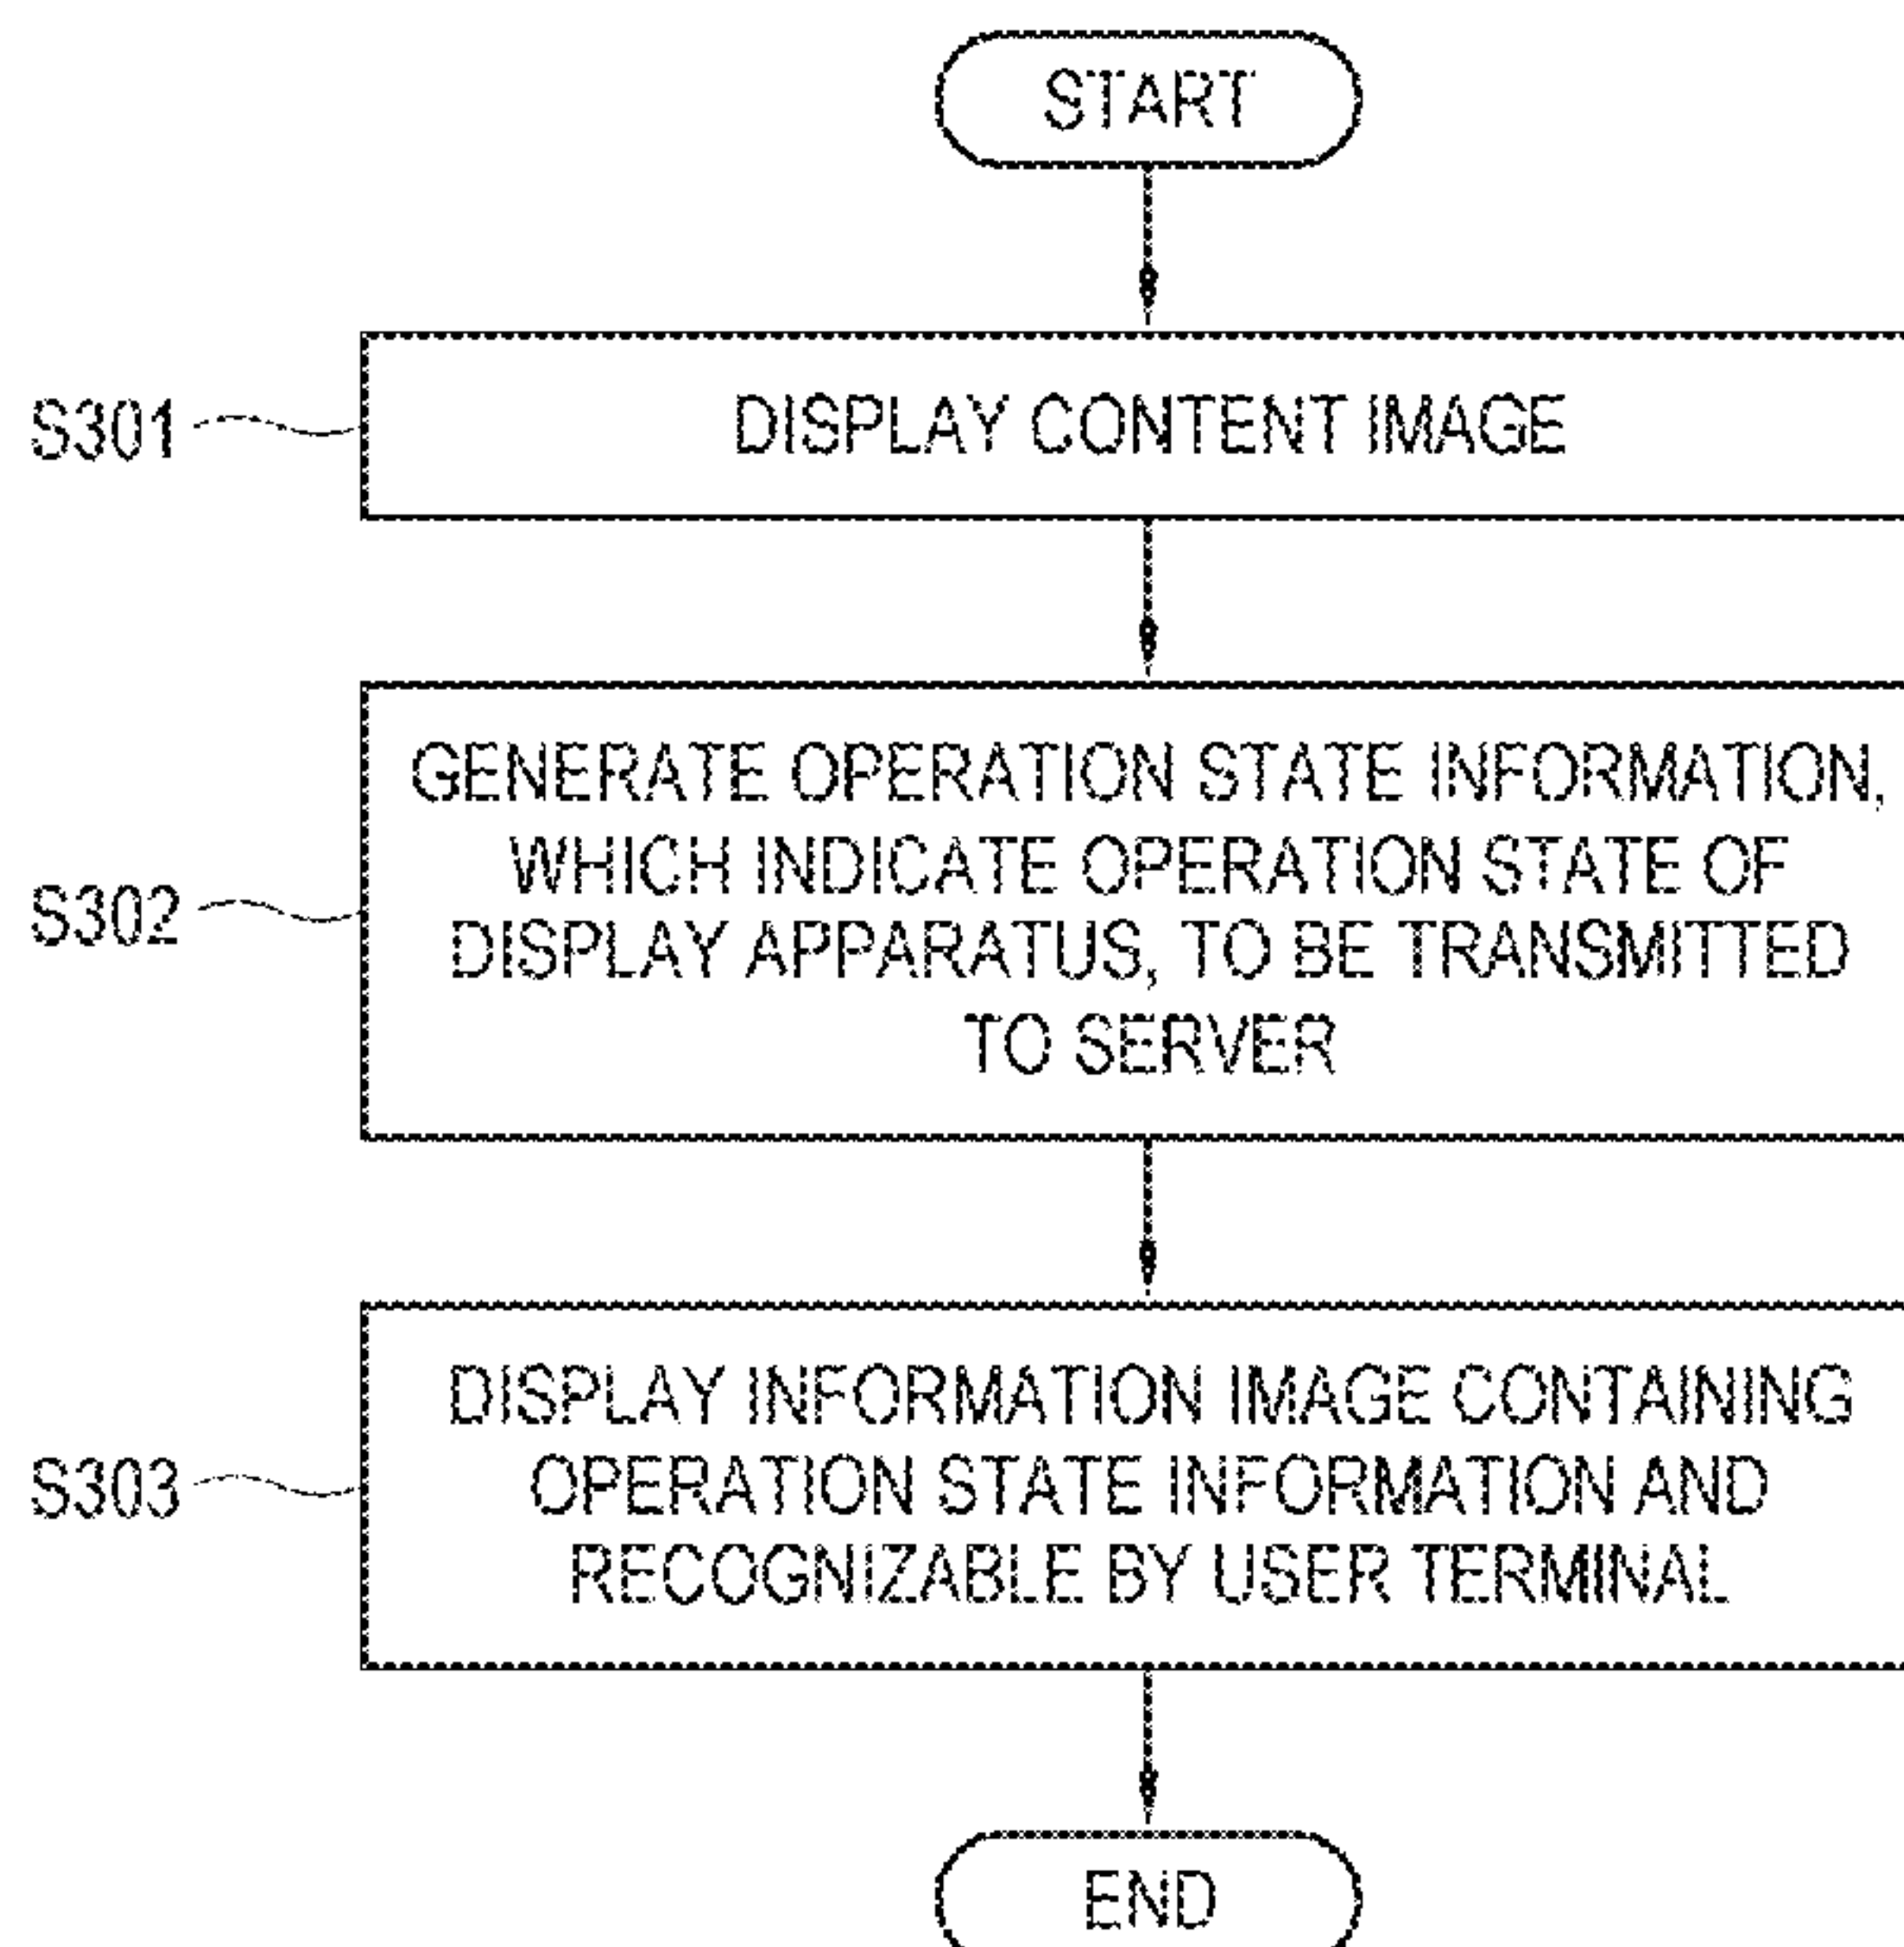 START
S301
DISPLAY CONTENT IMAGE
S302
GENERATE OPERATION STATE INFORMATION,
WHICH INDICATE OPERATION STATE OF
DISPLAY APPARATUS, TO BE TRANSMITTED
TO SERVER
S303
DISPLAY INFORMATION IMAGE CONTAINING
OPERATION STATE INFORMATION AND
RECOGNIZABLE BY USER TERMINAL
END